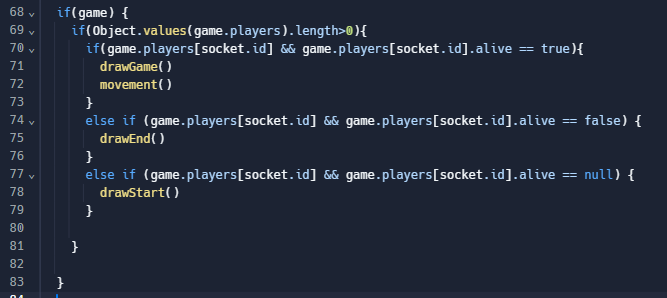 68 if(game) {
69 if(Object.values(game.players).length>0){
70 if(game.players[socket.id] && game.players[socket.id].alive == true){
71 drawGame()
72 movement()
73 }
74 else if (game.players[socket.id] && game.players[socket.id].alive == false) {
75 drawEnd()
76 }
77 else if (game.players[socket.id] && game.players[socket.id].alive == null) {
78 drawStart()
79 }
80
81 }
82
83 }
84